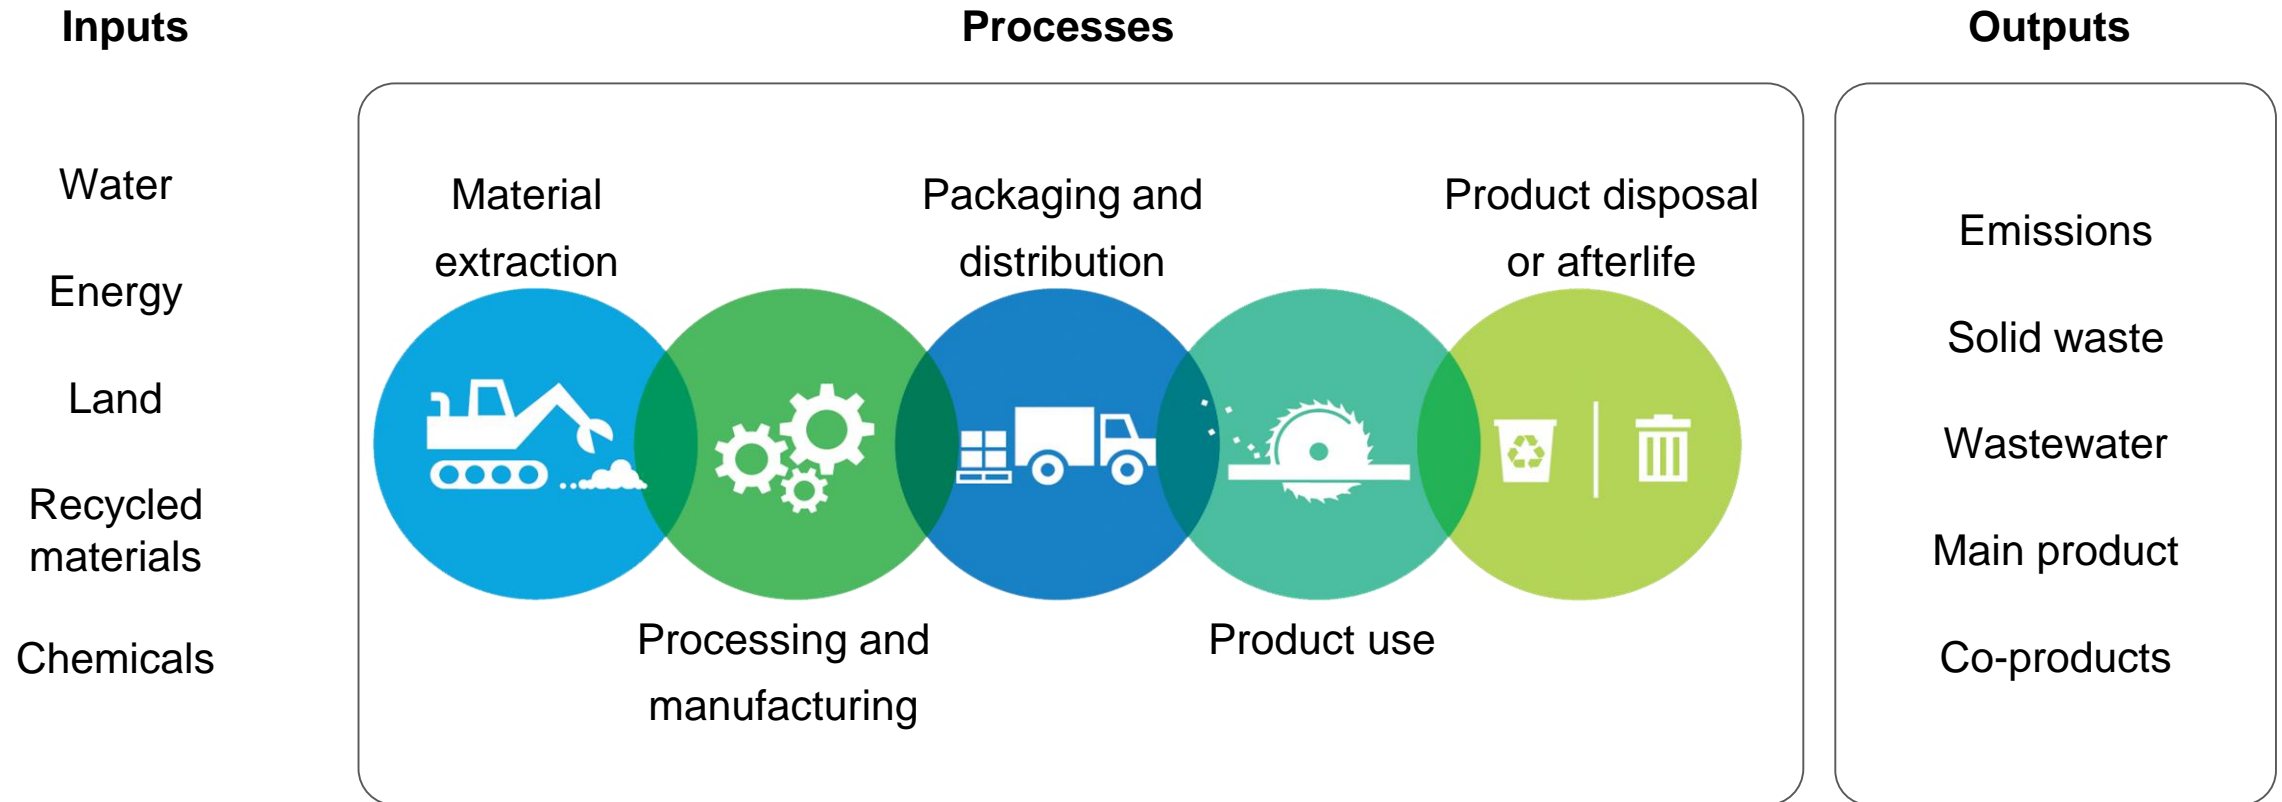 Inputs
Processes
Outputs
Water
Energy
Land
Recycled
materials
Chemicals
Material
extraction
Processing and
manufacturing
Packaging and
distribution
Product use
Product disposal
or afterlife
Emissions
Solid waste
Wastewater
Main product
Co-products